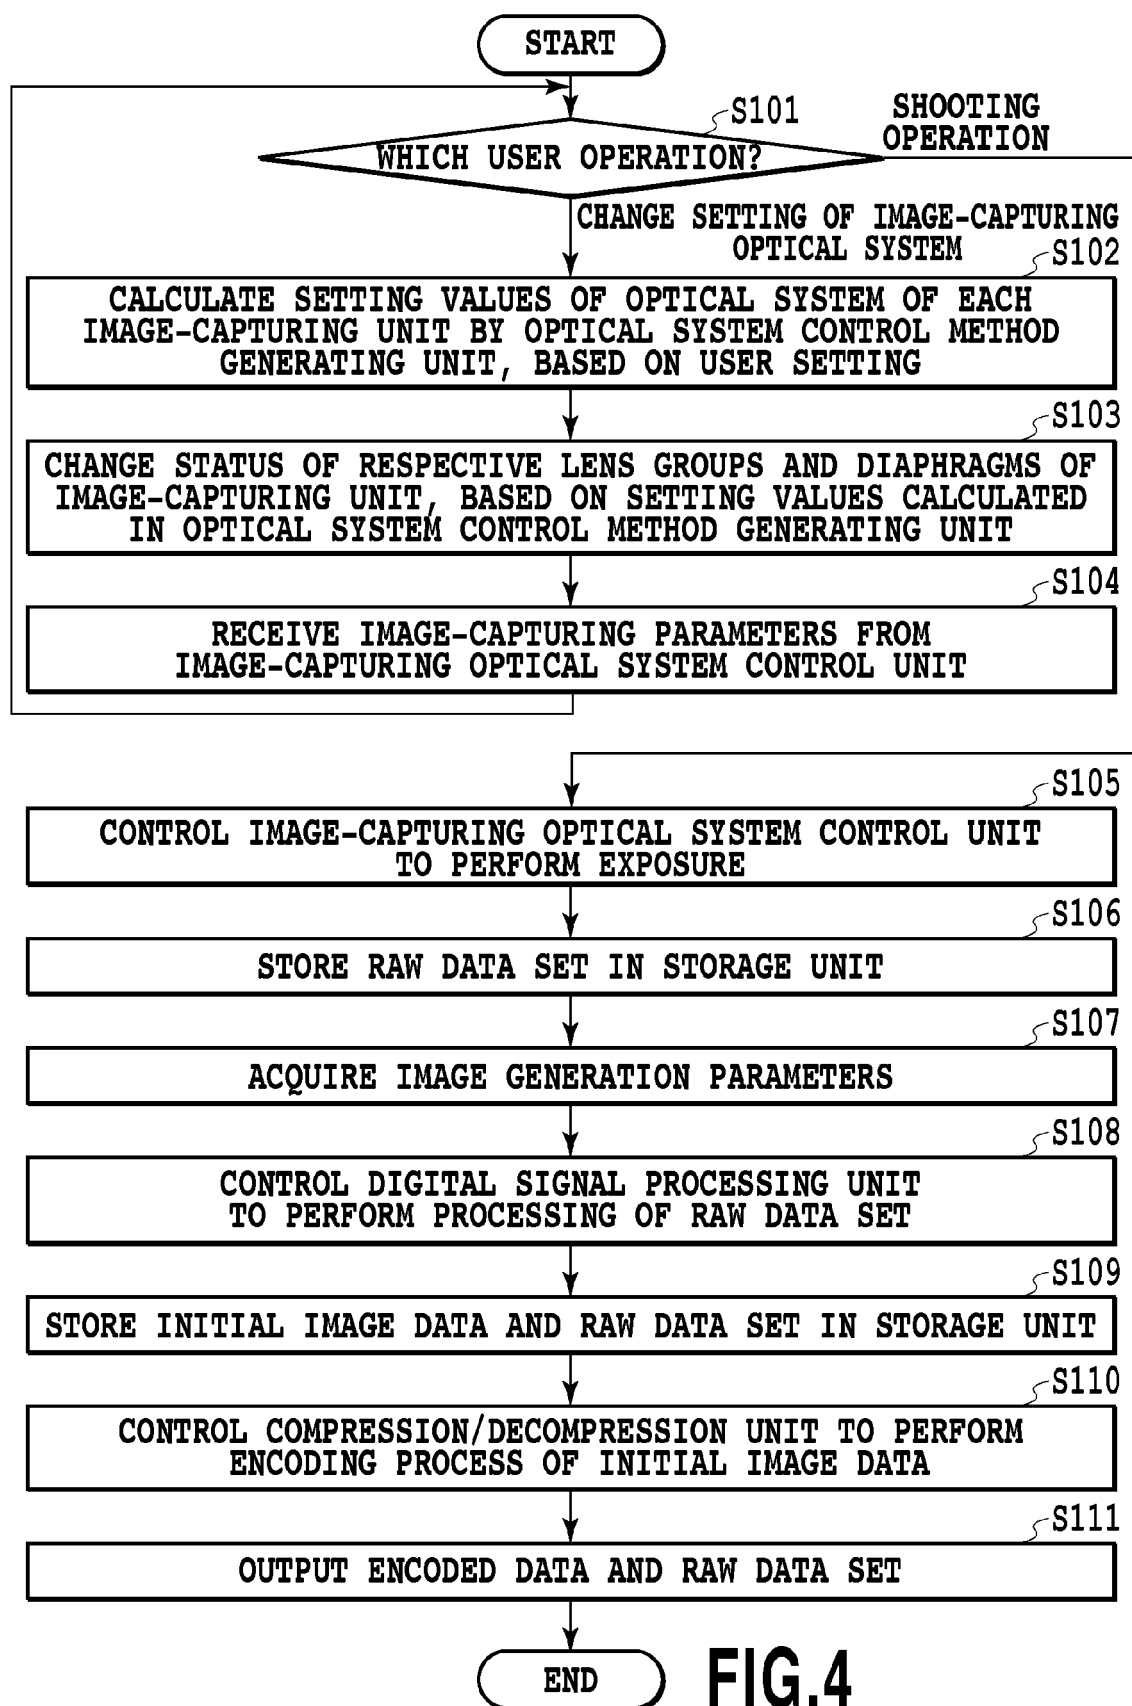 START
S101
SHOOTING
OPERATION
WHICH USER OPERATION?
CHANGE SETTING OF IMAGE-CAPTURING
OPTICAL SYSTEM
S102
CALCULATE SETTING VALUES OF OPTICAL SYSTEM OF EACH
IMAGE-CAPTURING UNIT BY OPTICAL SYSTEM CONTROL METHOD
GENERATING UNIT, BASED ON USER SETTING
S103
CHANGE STATUS OF RESPECTIVE LENS GROUPS AND DIAPHRAGMS OF
IMAGE-CAPTURING UNIT, BASED ON SETTING VALUES CALCULATED
IN OPTICAL SYSTEM CONTROL METHOD GENERATING UNIT
S104
RECEIVE IMAGE-CAPTURING PARAMETERS FROM
IMAGE-CAPTURING OPTICAL SYSTEM CONTROL UNIT
S105
CONTROL IMAGE-CAPTURING OPTICAL SYSTEM CONTROL UNIT
TO PERFORM EXPOSURE
S106
STORE RAW DATA SET IN STORAGE UNIT
S107
ACQUIRE IMAGE GENERATION PARAMETERS
S108
CONTROL DIGITAL SIGNAL PROCESSING UNIT
TO PERFORM PROCESSING OF RAW DATA SET
S109
STORE INITIAL IMAGE DATA AND RAW DATA SET IN STORAGE UNIT
S110
CONTROL COMPRESSION/DECOMPRESSION UNIT TO PERFORM
ENCODING PROCESS OF INITIAL IMAGE DATA
S111
OUTPUT ENCODED DATA AND RAW DATA SET
END
FIG.4